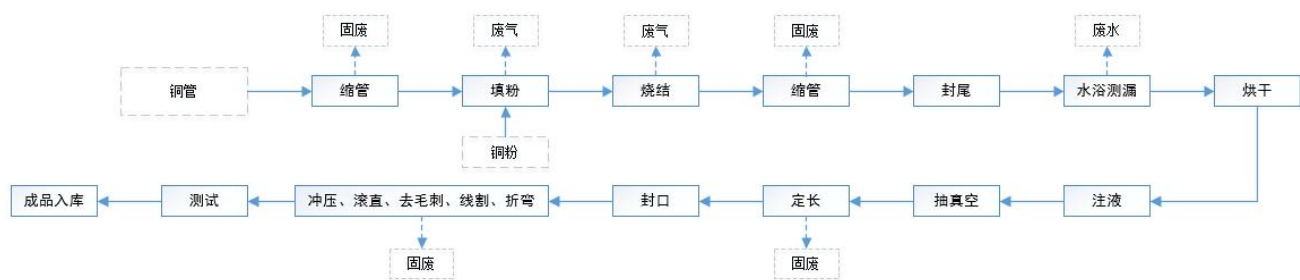 固废
废气
废气
固废
废水
铜管
缩管
填粉
烧结
缩管
封尾
水浴测漏
烘干
铜粉
成品入库
测试
冲压、滚直、去毛刺、线割、折弯
封口
定长
抽真空
注液
固废
固废